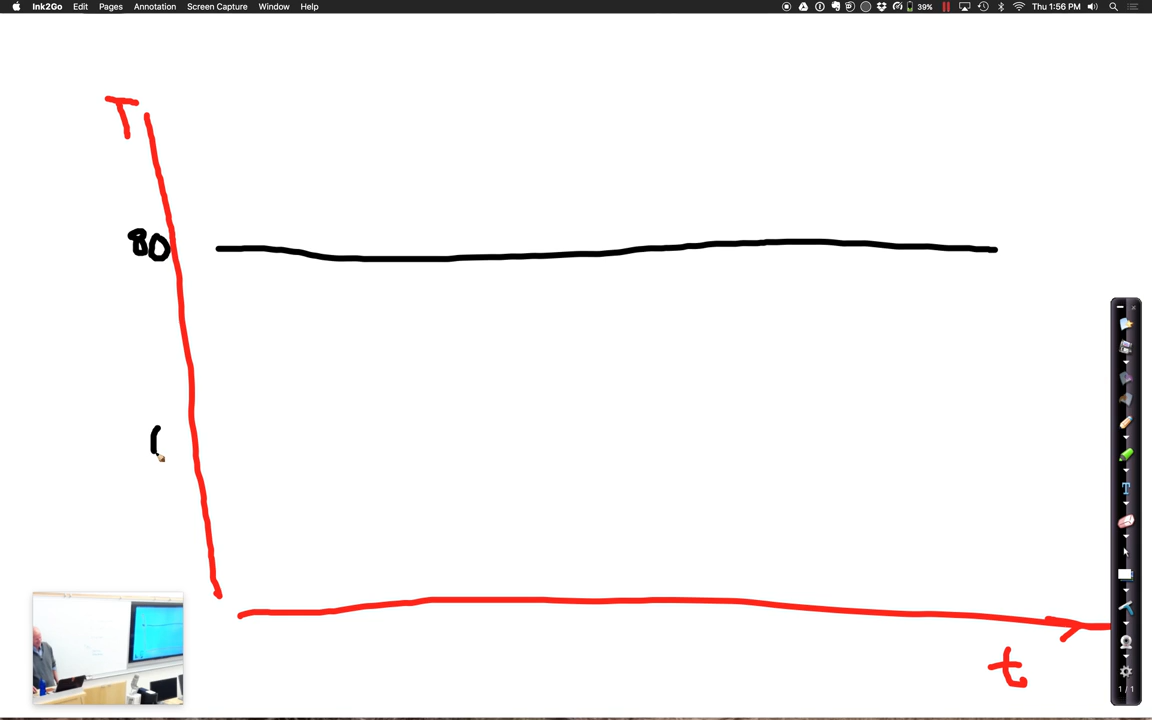 Ink2Go Edit Pages Annotation Screen Capture Window Help 39% Thu 1:56 PM
T
80
t
T
1 / 1